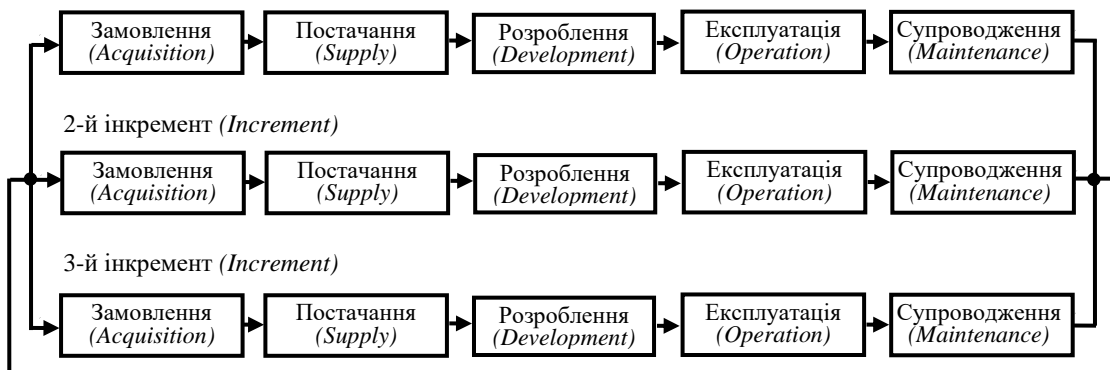 Замовлення
(Acquisition)
Постачання
(Supply)
Розроблення
(Development)
Експлуатація
(Operation)
Супроводження
(Maintenance)
2-й інкремент (Increment)
Замовлення
(Acquisition)
Постачання
(Supply)
Розроблення
(Development)
Експлуатація
(Operation)
Супроводження
(Maintenance)
3-й інкремент (Increment)
Замовлення
(Acquisition)
Постачання
(Supply)
Розроблення
(Development)
Експлуатація
(Operation)
Супроводження
(Maintenance)